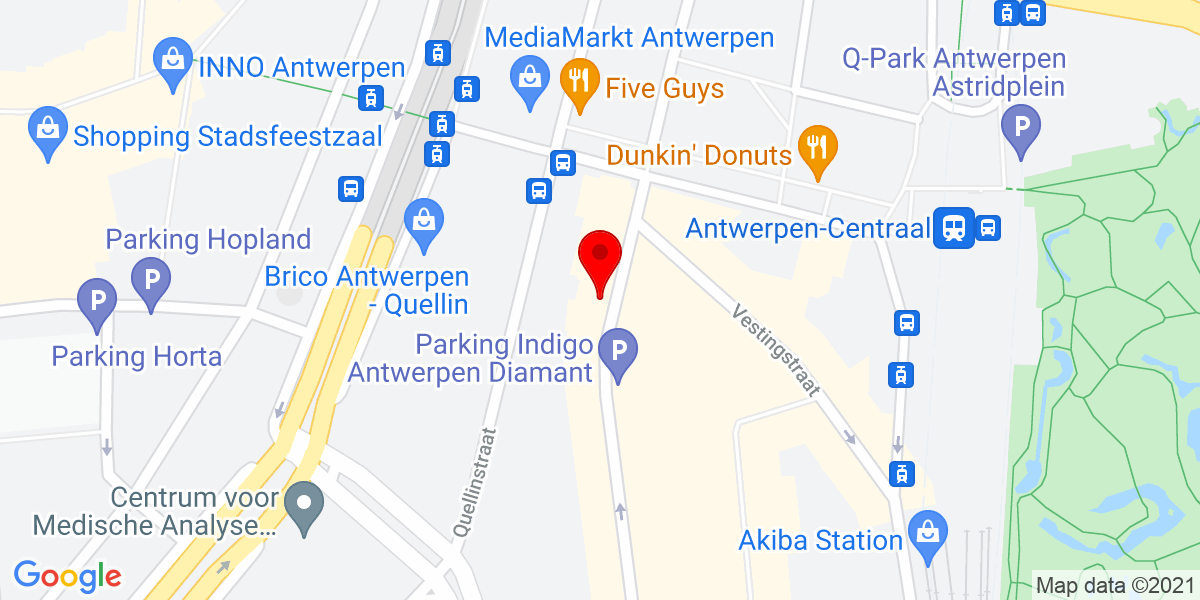 MediaMarkt Antwerpen
INNO Antwerpen
Q-Park Antwerpen
Astridplein
Five Guys
P
Shopping Stadsfeestzaal
Dunkin' Donuts
Antwerpen-Centraal
Parking Hopland
P
Brico Antwerpen
- Quellin
P
Parking Horta
Vestingstraat
Parking Indigo
Antwerpen Diamant
P
Quellinstraat
Centrum voor
Medische Analyse...
Akiba Station
Google
Map data ©2021